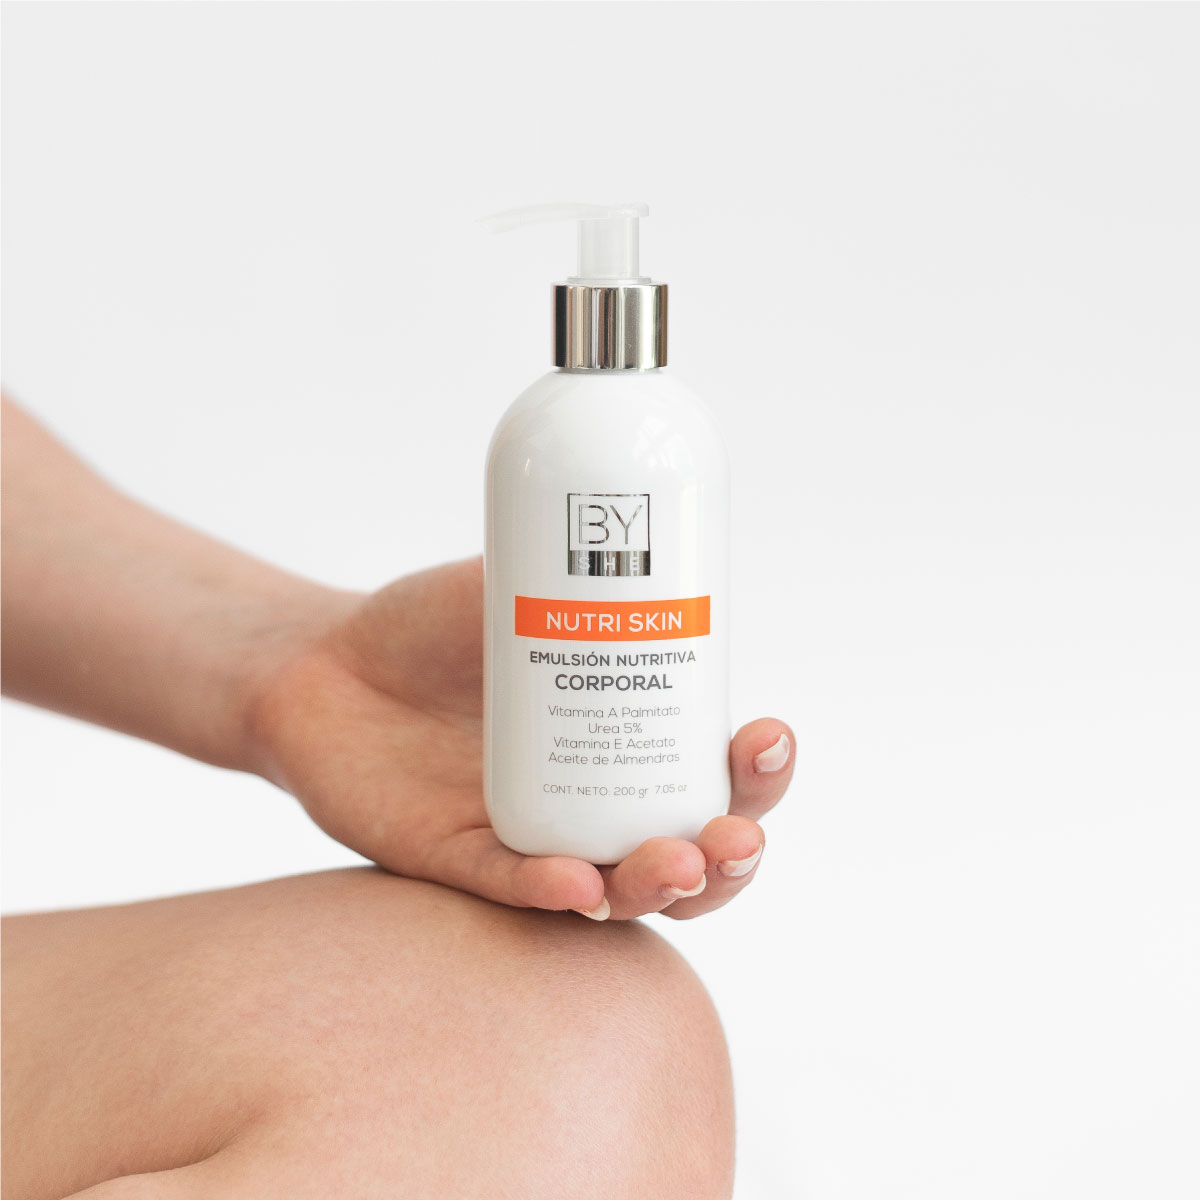 BY
SHE
NUTRI SKIN
EMULSIÓN NUTRITIVA
CORPORAL
Vitamina A Palmitato
Urea 5%
Vitamina E Acetato
Aceite de Almendras
CONT. NETO: 200 gr 7.05 oz